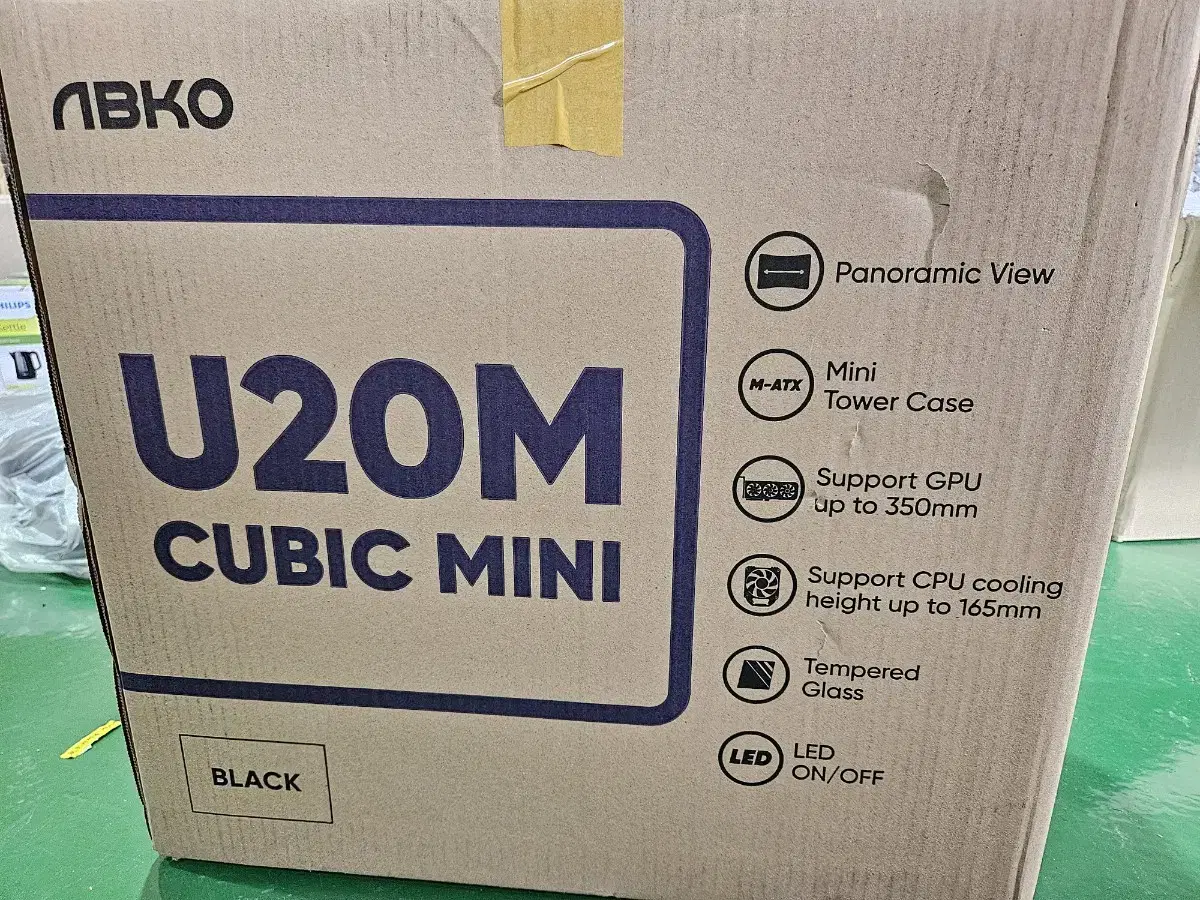 ABKO
U20M
CUBIC MINI
BLACK
Panoramic View
M-ATX
Mini
Tower Case
Support GPU
up to 350mm
Support CPU cooling
height up to 165mm
Tempered
Glass
LED
LED
ON/OFF